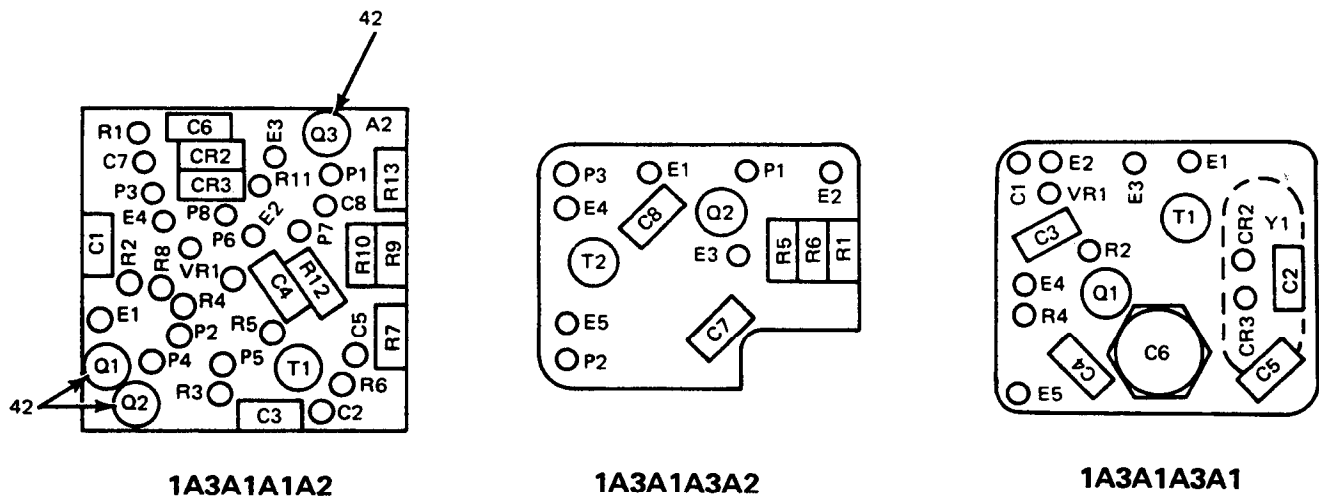 42
R1
C6
E3
Q3
A2
C7
CR2
P3
CR3
R11
P1
R13
E4
P8
E2
C8
C1
P6
P7
R2
R8
VR1
R10
R9
C4
R12
R4
E1
P2
R5
C5
R7
Q1
P4
P5
T1
R6
42
Q2
R3
C3
C2
1A3A1A1A2
P3
E1
P1
E2
E4
C8
Q2
T2
E3
R5
R6
R1
E5
C7
P2
1A3A1A3A2
C1
E2
E3
E1
VR1
T1
CR2
Y1
C3
R2
E4
Q1
C2
R4
CR3
C4
C6
C5
E5
1A3A1A3A1